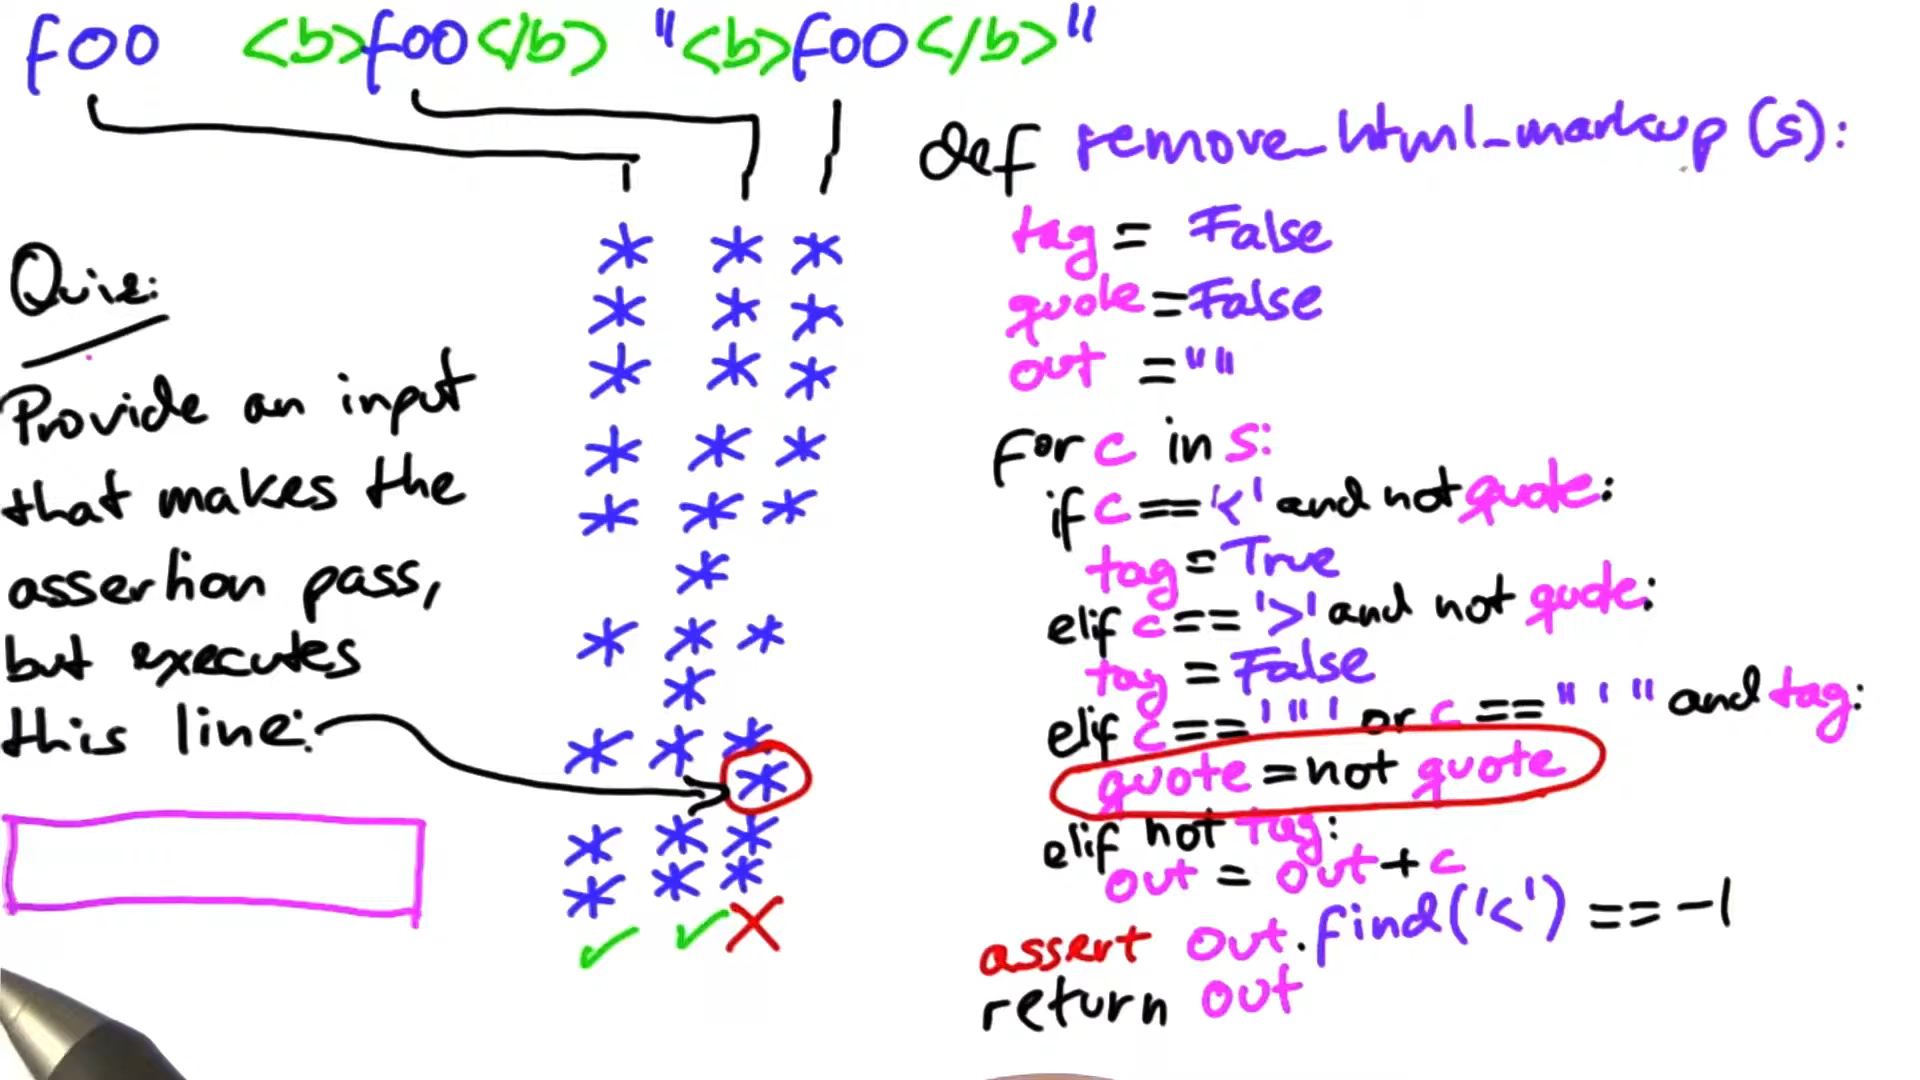 foo <b>foo</b> "<b>foo</b>"
Quiz:
Provide an input
that makes the
assertion pass,
but executes
this line:
* * *
* * *
* * *
* * *
* * *
*
* * *
*
* * *
*
* * *
* * *
✓ ✓ X
def remove_html_markup (s):
tag = False
quote = False
out = ""
for c in s:
if c == '<' and not quote:
tag = True
elif c == '>' and not quote:
tag = False
elif c == '"' or c == "'" and tag:
quote = not quote
elif not tag:
out = out + c
assert out.find('<') == -1
return out